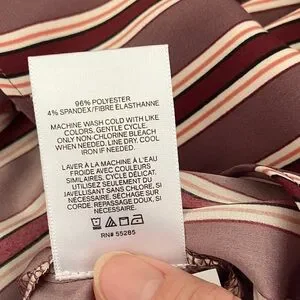 96% POLYESTER
4% SPANDEX/FIBRE ELASTHANNE
MACHINE WASH COLD WITH LIKE
COLORS, GENTLE CYCLE.
ONLY NON-CHLORINE BLEACH
WHEN NEEDED. LINE DRY. COOL
IRON IF NEEDED.
LAVER À LA MACHINE À L'EAU
FROIDE AVEC COULEURS
SIMILAIRES. CYCLE DÉLICAT.
UTILISEZ SEULEMENT DU
JAVELLISANT SANS CHLORE, SI
NÉCESSAIRE. SÉCHAGE SUR
CORDE. REPASSAGE DOUX, SI
NÉCESSAIRE.
RN# 55285